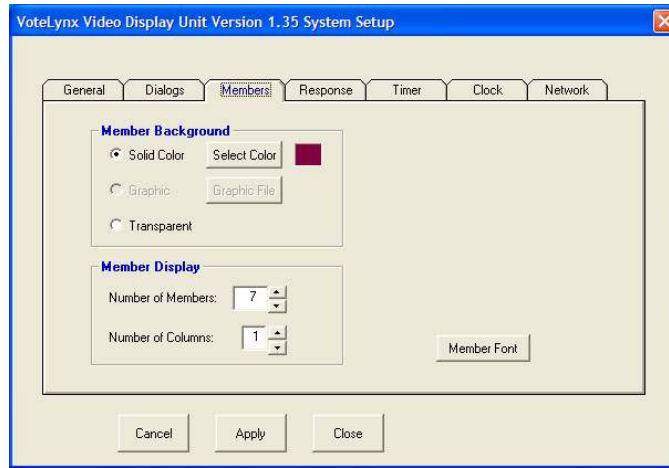 VoteLynx Video Display Unit Version 1.35 System Setup
General Dialogs Members Response Timer Clock Network
Member Background
Solid Color Select Color
Graphic Graphic File
Transparent
Member Display
Number of Members: 7
Number of Columns: 1
Member Font
Cancel Apply Close